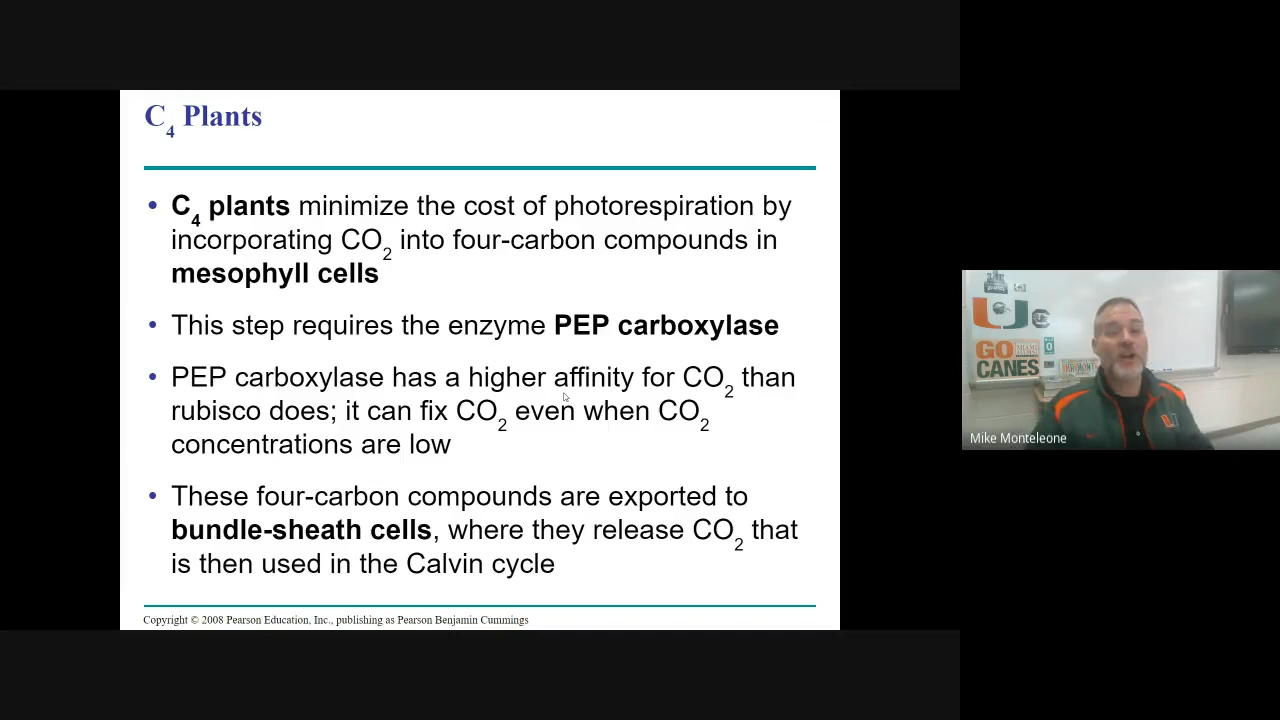 C4 Plants
• C4 plants minimize the cost of photorespiration by
incorporating CO2 into four-carbon compounds in
mesophyll cells
• This step requires the enzyme PEP carboxylase
• PEP carboxylase has a higher affinity for CO2 than
rubisco does; it can fix CO2 even when CO2
concentrations are low
• These four-carbon compounds are exported to
bundle-sheath cells, where they release CO2 that
is then used in the Calvin cycle
Copyright © 2008 Pearson Education, Inc., publishing as Pearson Benjamin Cummings
U
GO
CANES
Mike Monteleone